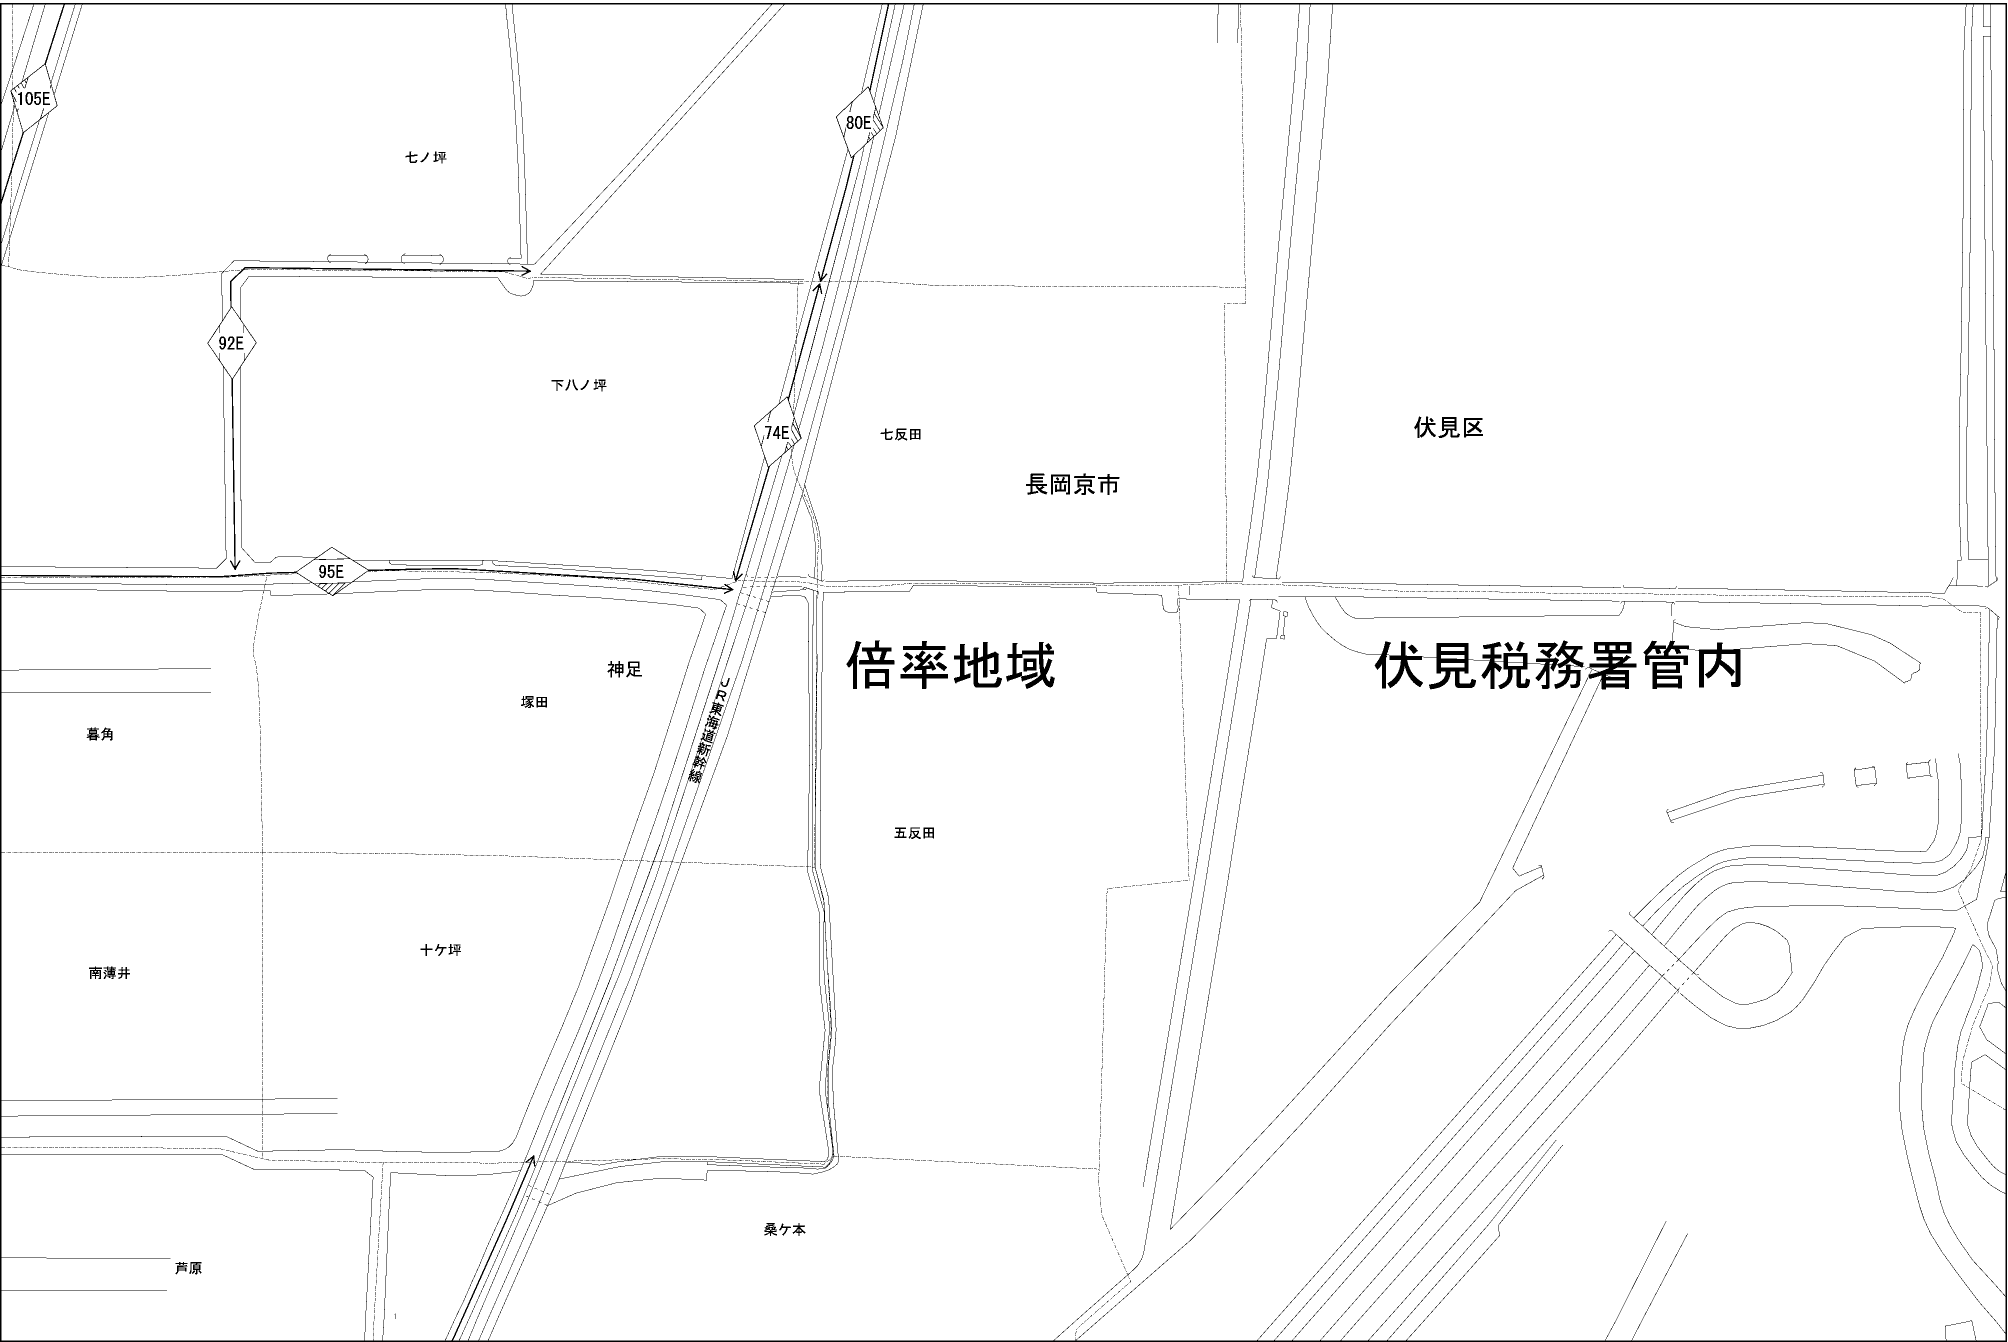 105E
80E
七ノ坪
92E
下八ノ坪
74E
七反田
伏見区
長岡京市
95E
倍率地域
伏見税務署管内
神足
塚田
JR東海道新幹線
暮角
五反田
十ケ坪
南薄井
桑ケ本
芦原